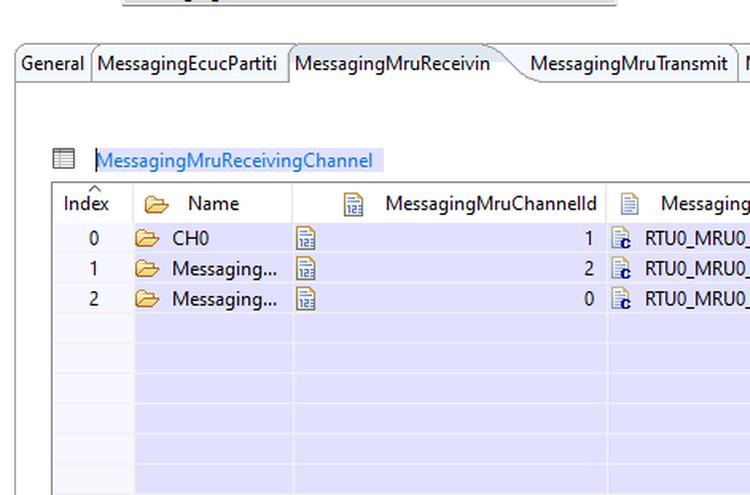 General MessagingEcucPartiti MessagingMruReceivin MessagingMruTransmit
MessagingMruReceivingChannel
Index Name MessagingMruChannelId Messaging
0 CH0 1 RTU0_MRU0_
1 Messaging... 2 RTU0_MRU0_
2 Messaging... 0 RTU0_MRU0_